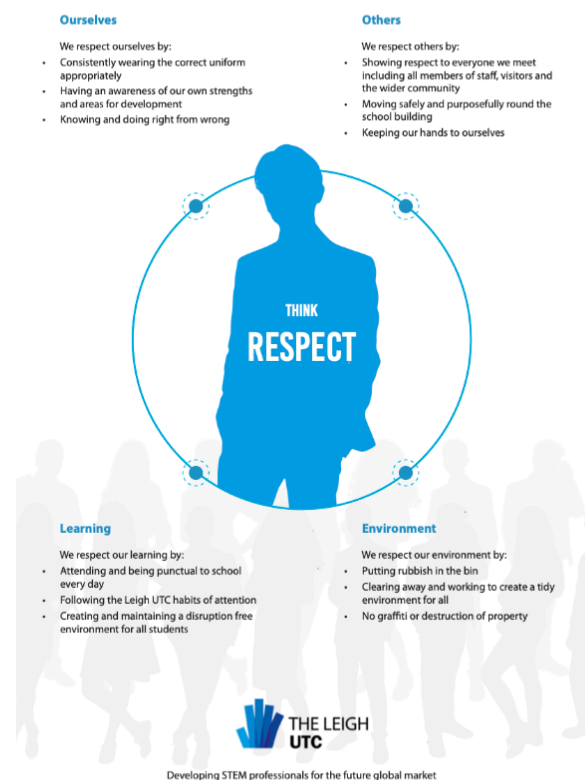 Ourselves
We respect ourselves by:
• Consistently wearing the correct uniform
appropriately
• Having an awareness of our own strengths
and areas for development
• Knowing and doing right from wrong
Others
We respect others by:
• Showing respect to everyone we meet
including all members of staff, visitors and
the wider community
• Moving safely and purposefully round the
school building
• Keeping our hands to ourselves
THINK
RESPECT
Learning
We respect our learning by:
• Attending and being punctual to school
every day
• Following the Leigh UTC habits of attention
• Creating and maintaining a disruption free
environment for all students
Environment
We respect our environment by:
• Putting rubbish in the bin
• Clearing away and working to create a tidy
environment for all
• No graffiti or destruction of property
THE LEIGH
UTC
Developing STEM professionals for the future global market